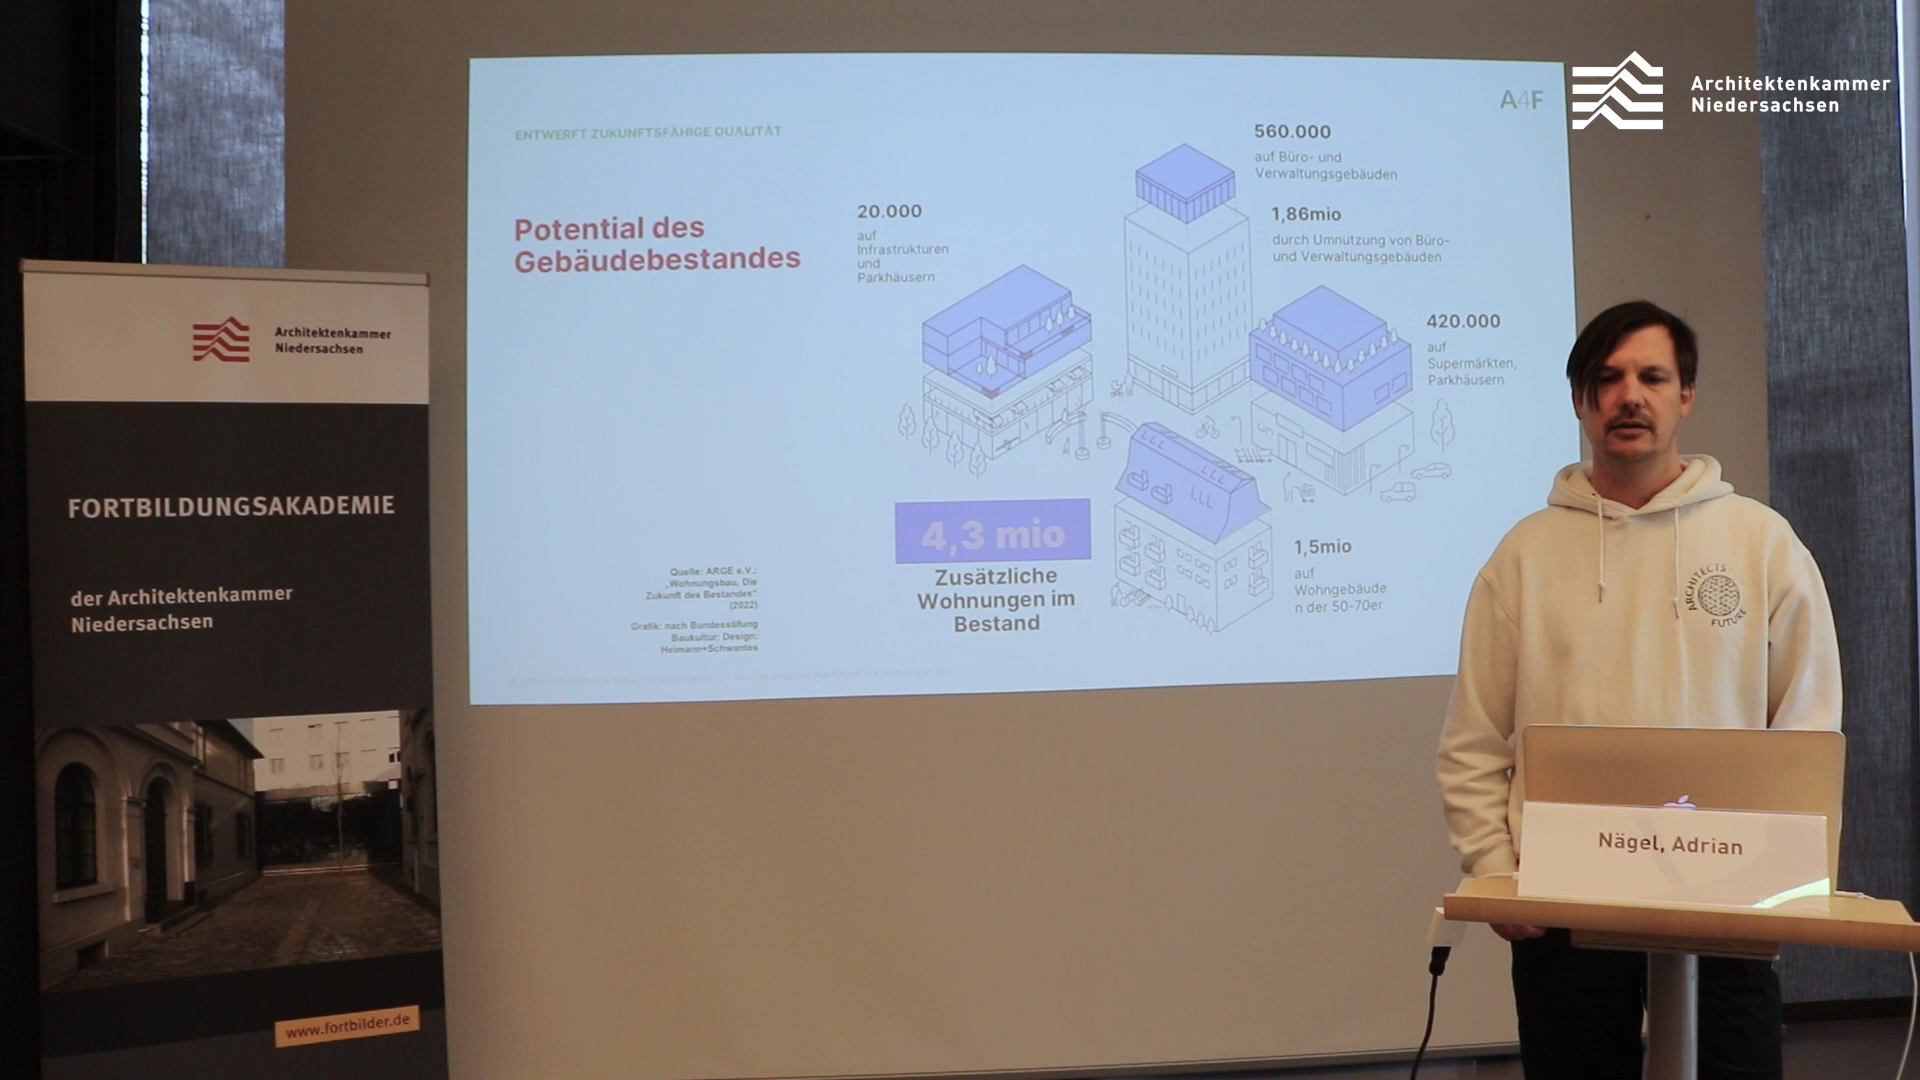 Architektenkammer
Niedersachsen
A4F
ENTWERFT ZUKUNFTSFÄHIGE QUALITÄT
Potential des
Gebäudebestandes
20.000
auf
Infrastrukturen
und
Parkhäusern
560.000
auf Büro- und
Verwaltungsgebäuden
1,86mio
durch Umnutzung von Büro-
und Verwaltungsgebäuden
420.000
auf
Supermärkten,
Parkhäusern
4,3 mio
Zusätzliche
Wohnungen im
Bestand
1,5mio
auf
Wohngebäude
n der 50-70er
Quelle: ARGE e.V.:
„Wohnungsbau, Die
Zukunft des Bestandes“
(2022)
Grafik: nach Bundesstiftung
Baukultur; Design:
Heimann+Schwantes
Architektenkammer
Niedersachsen
FORTBILDUNGSAKADEMIE
der Architektenkammer
Niedersachsen
www.fortbilder.de
ARCHITECTS
FUTURE
Nägel, Adrian